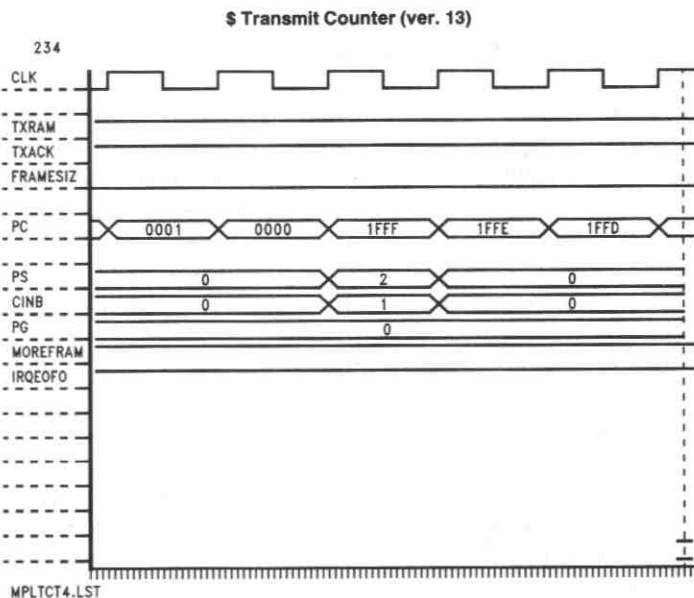 $ Transmit Counter (ver. 13)
234
CLK
TXRAM
TXACK
FRAMESIZ
PC 0001 0000 1FFF 1FFE 1FFD
PS 0 2 0
CINB 0 1 0
PG 0
MOREFRAM
IRQEOFO
MPLTCT4.LST